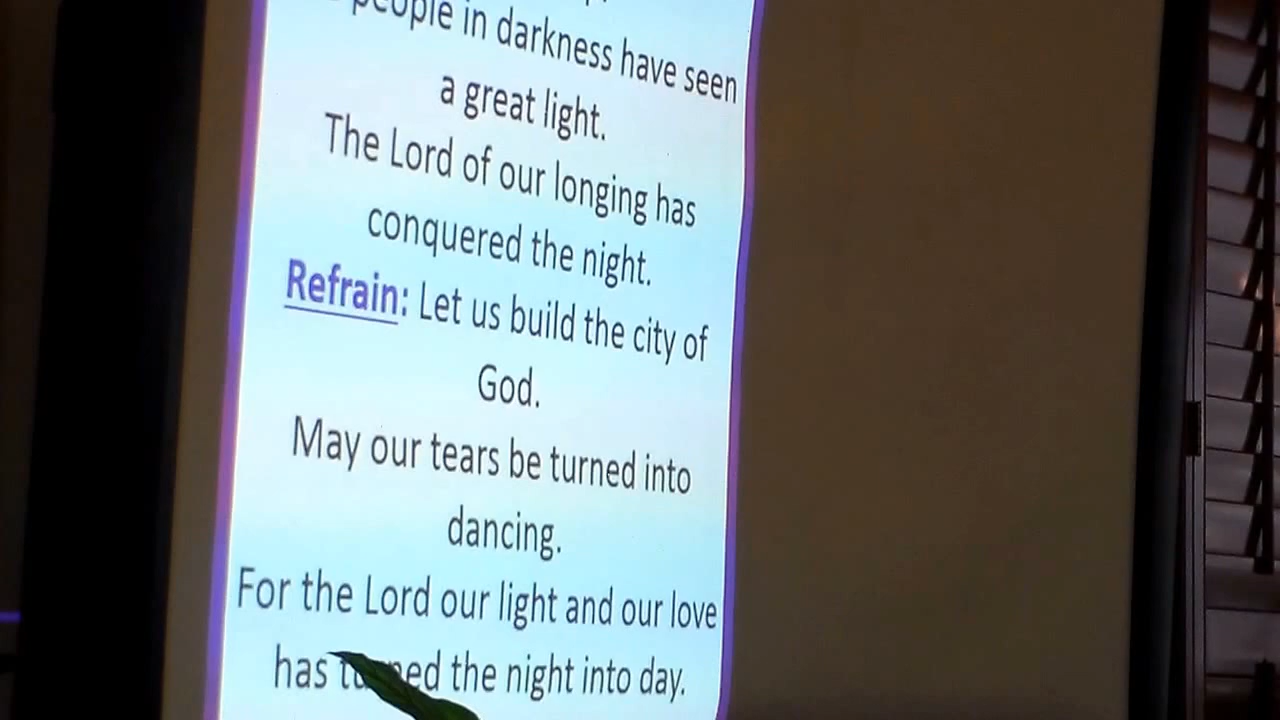 people in darkness have seen
a great light.
The Lord of our longing has
conquered the night.
Refrain: Let us build the city of
God.
May our tears be turned into
dancing.
For the Lord our light and our love
has turned the night into day.